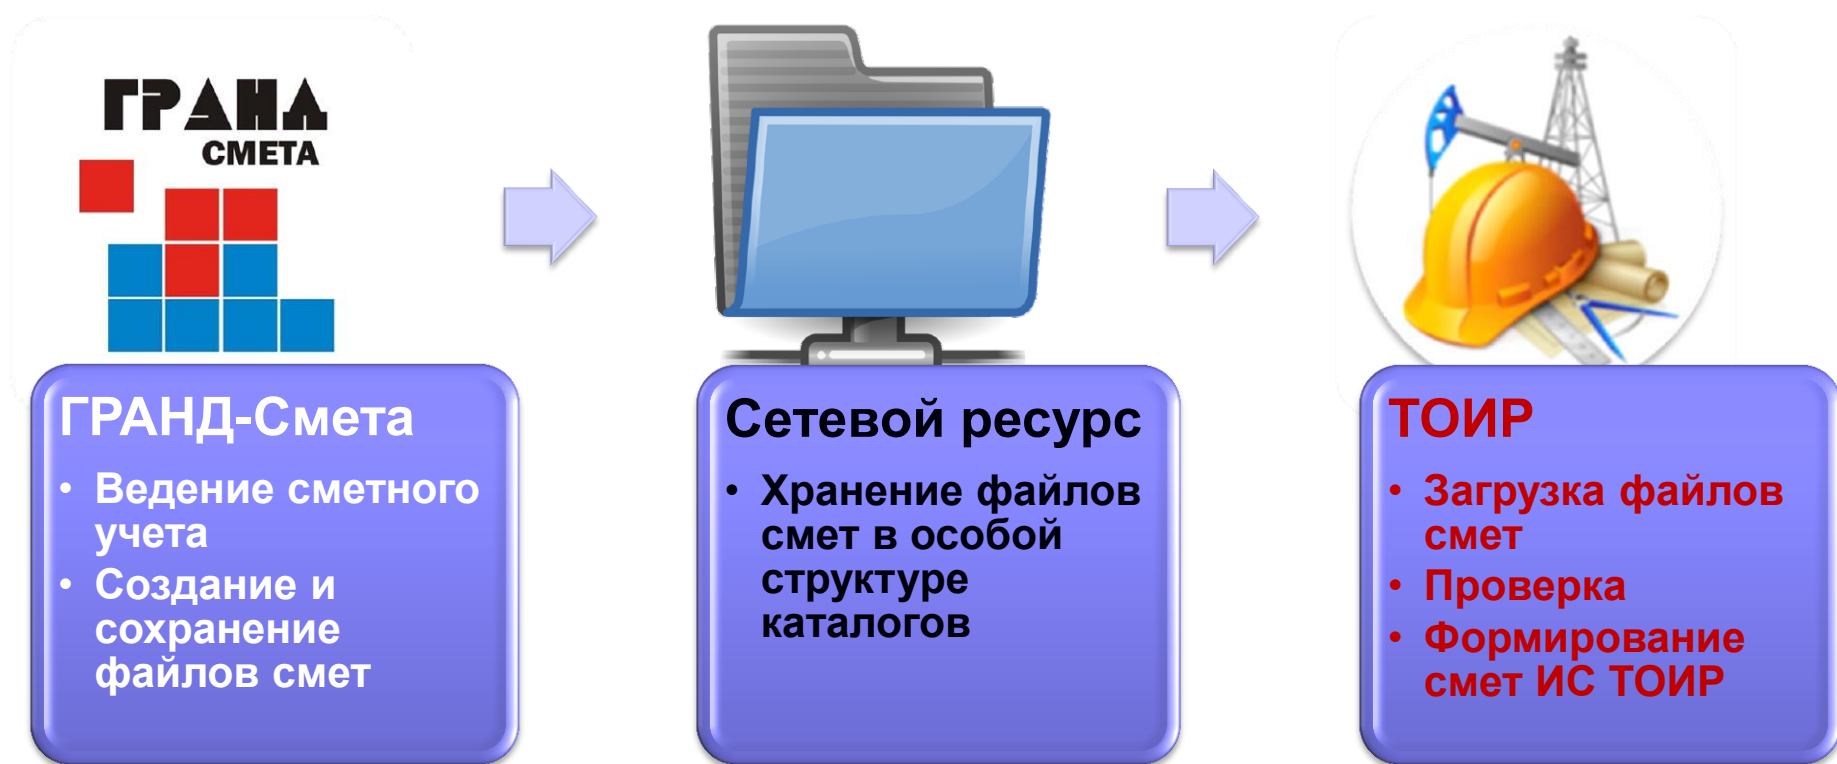 ГРАНД
СМЕТА
ГРАНД-Смета
• Ведение сметного
учета
• Создание и
сохранение
файлов смет
Сетевой ресурс
• Хранение файлов
смет в особой
структуре
каталогов
ТОИР
• Загрузка файлов
смет
• Проверка
• Формирование
смет ИС ТОИР